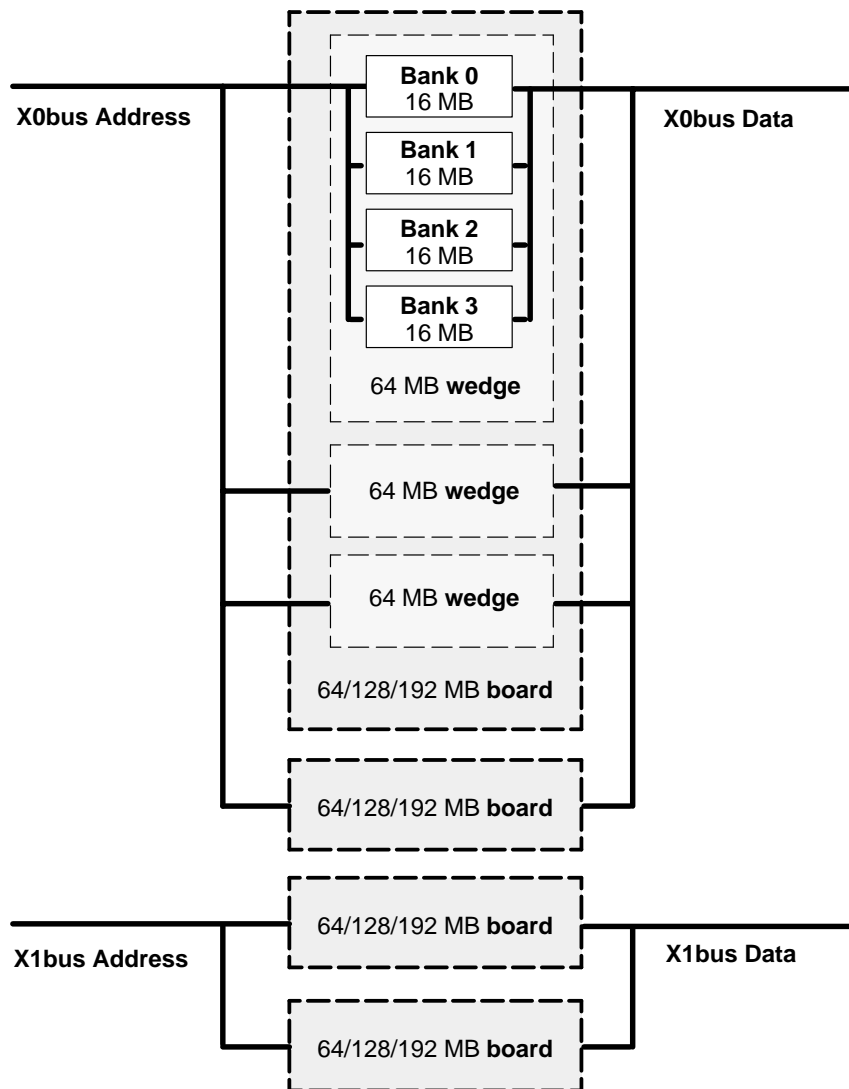 Bank 0
16 MB
X0bus Address
X0bus Data
Bank 1
16 MB
Bank 2
16 MB
Bank 3
16 MB
64 MB wedge
64 MB wedge
64 MB wedge
64/128/192 MB board
64/128/192 MB board
64/128/192 MB board
X1bus Address
X1bus Data
64/128/192 MB board